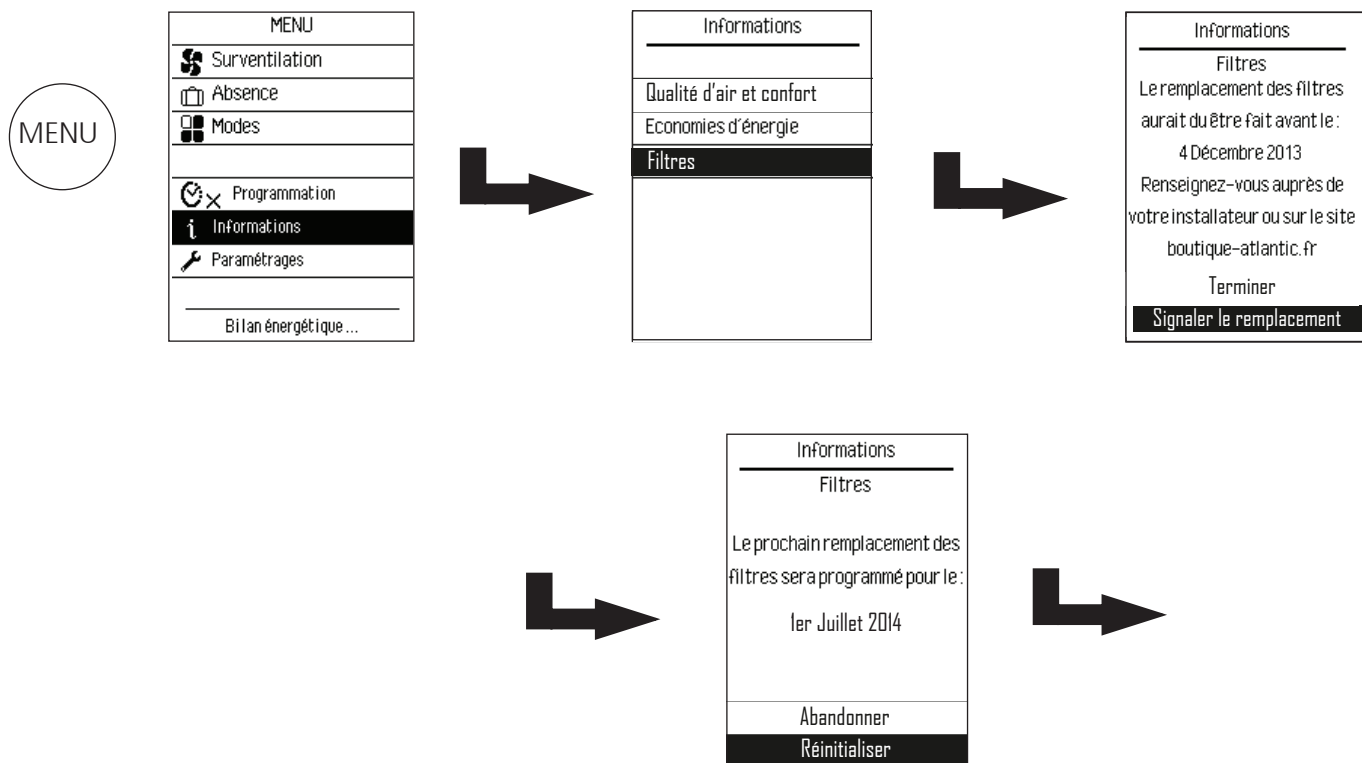 MENU
MENU
Surventilation
Absence
Modes
Programmation
i Informations
Paramétrages
Bilan énergétique ...
Informations
Qualité d'air et confort
Economies d'énergie
Filtres
Informations
Filtres
Le remplacement des filtres
aurait du être fait avant le :
4 Décembre 2013
Renseignez-vous auprès de
votre installateur ou sur le site
boutique-atlantic.fr
Terminer
Signaler le remplacement
Informations
Filtres
Le prochain remplacement des
filtres sera programmé pour le :
1er Juillet 2014
Abandonner
Réinitialiser